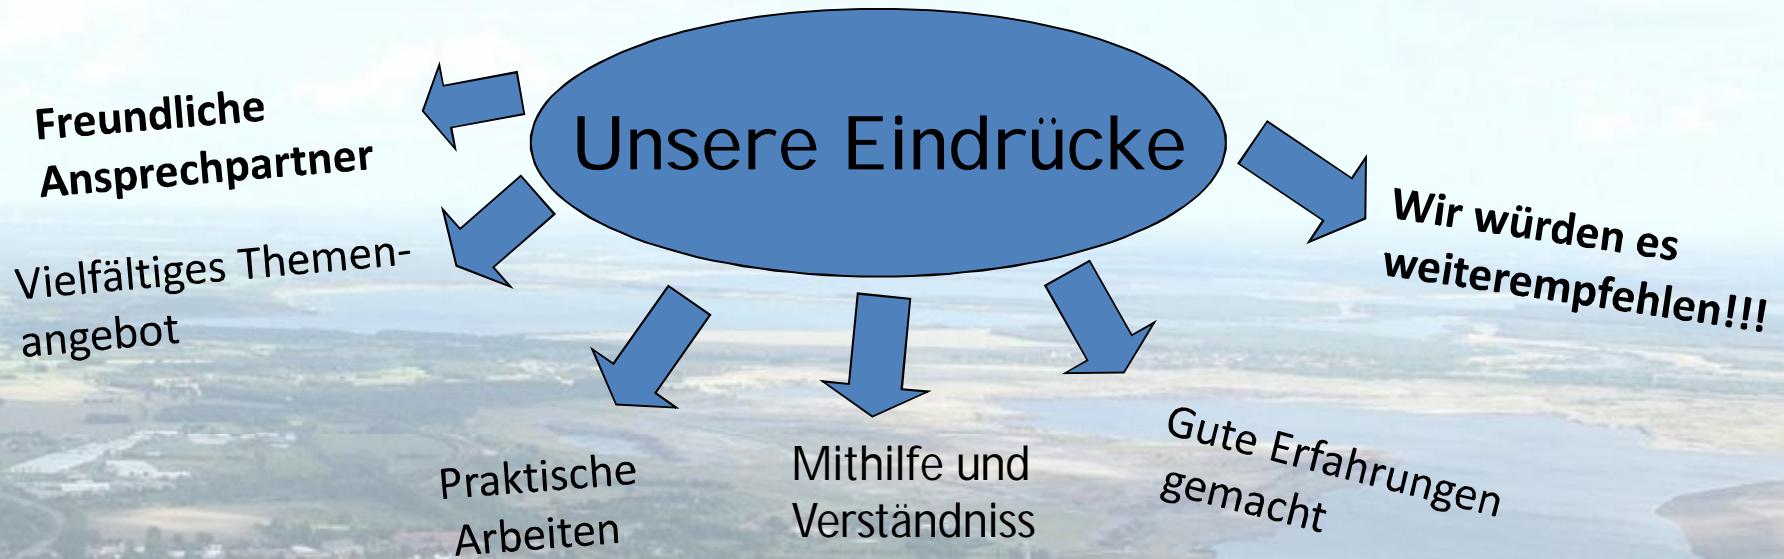 Unsere Eindrücke
Freundliche
Ansprechpartner
Vielfältiges Themen-
angebot
Praktische
Arbeiten
Mithilfe und
Verständniss
Gute Erfahrungen
gemacht
Wir würden es
weiterempfehlen!!!